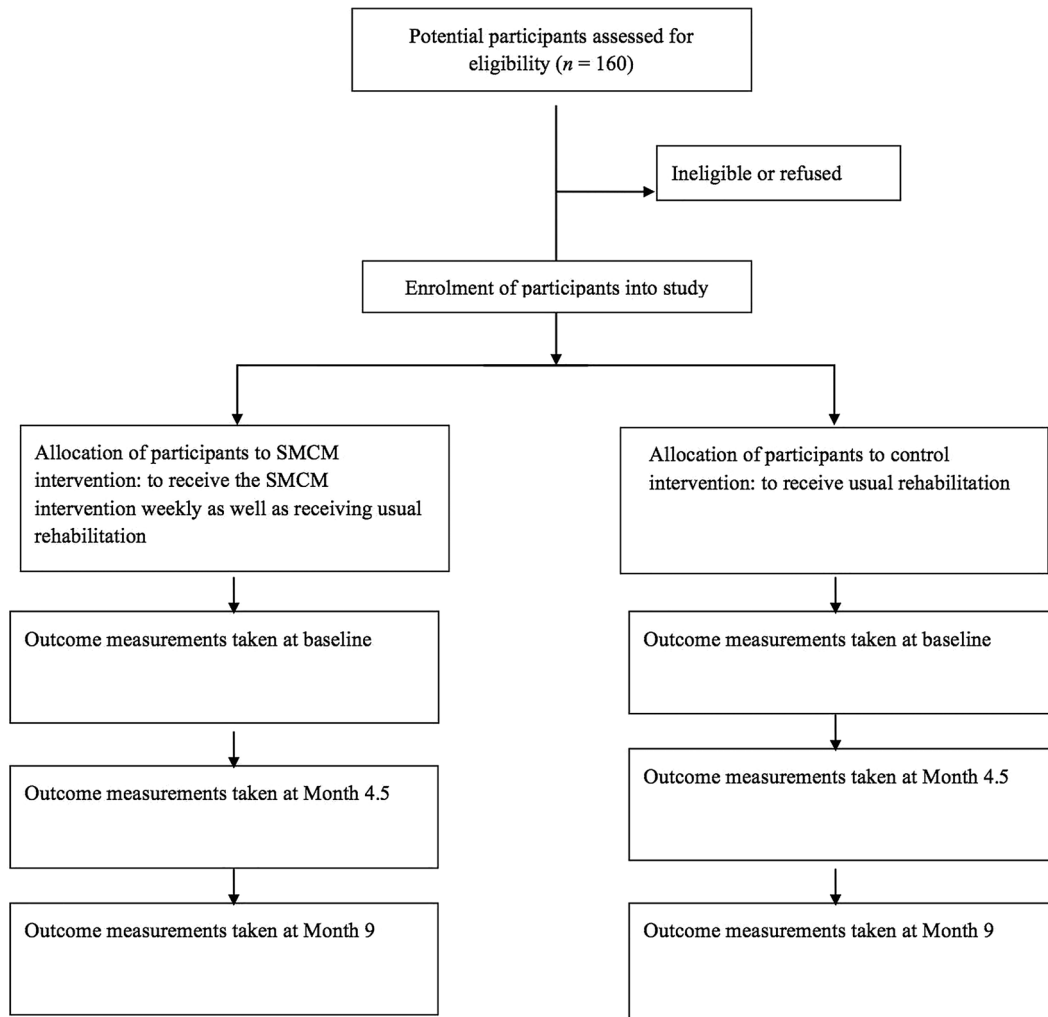 Potential participants assessed for
eligibility (n = 160)
Ineligible or refused
Enrolment of participants into study
Allocation of participants to SMCM
intervention: to receive the SMCM
intervention weekly as well as receiving usual
rehabilitation
Allocation of participants to control
intervention: to receive usual rehabilitation
Outcome measurements taken at baseline
Outcome measurements taken at baseline
Outcome measurements taken at Month 4.5
Outcome measurements taken at Month 4.5
Outcome measurements taken at Month 9
Outcome measurements taken at Month 9